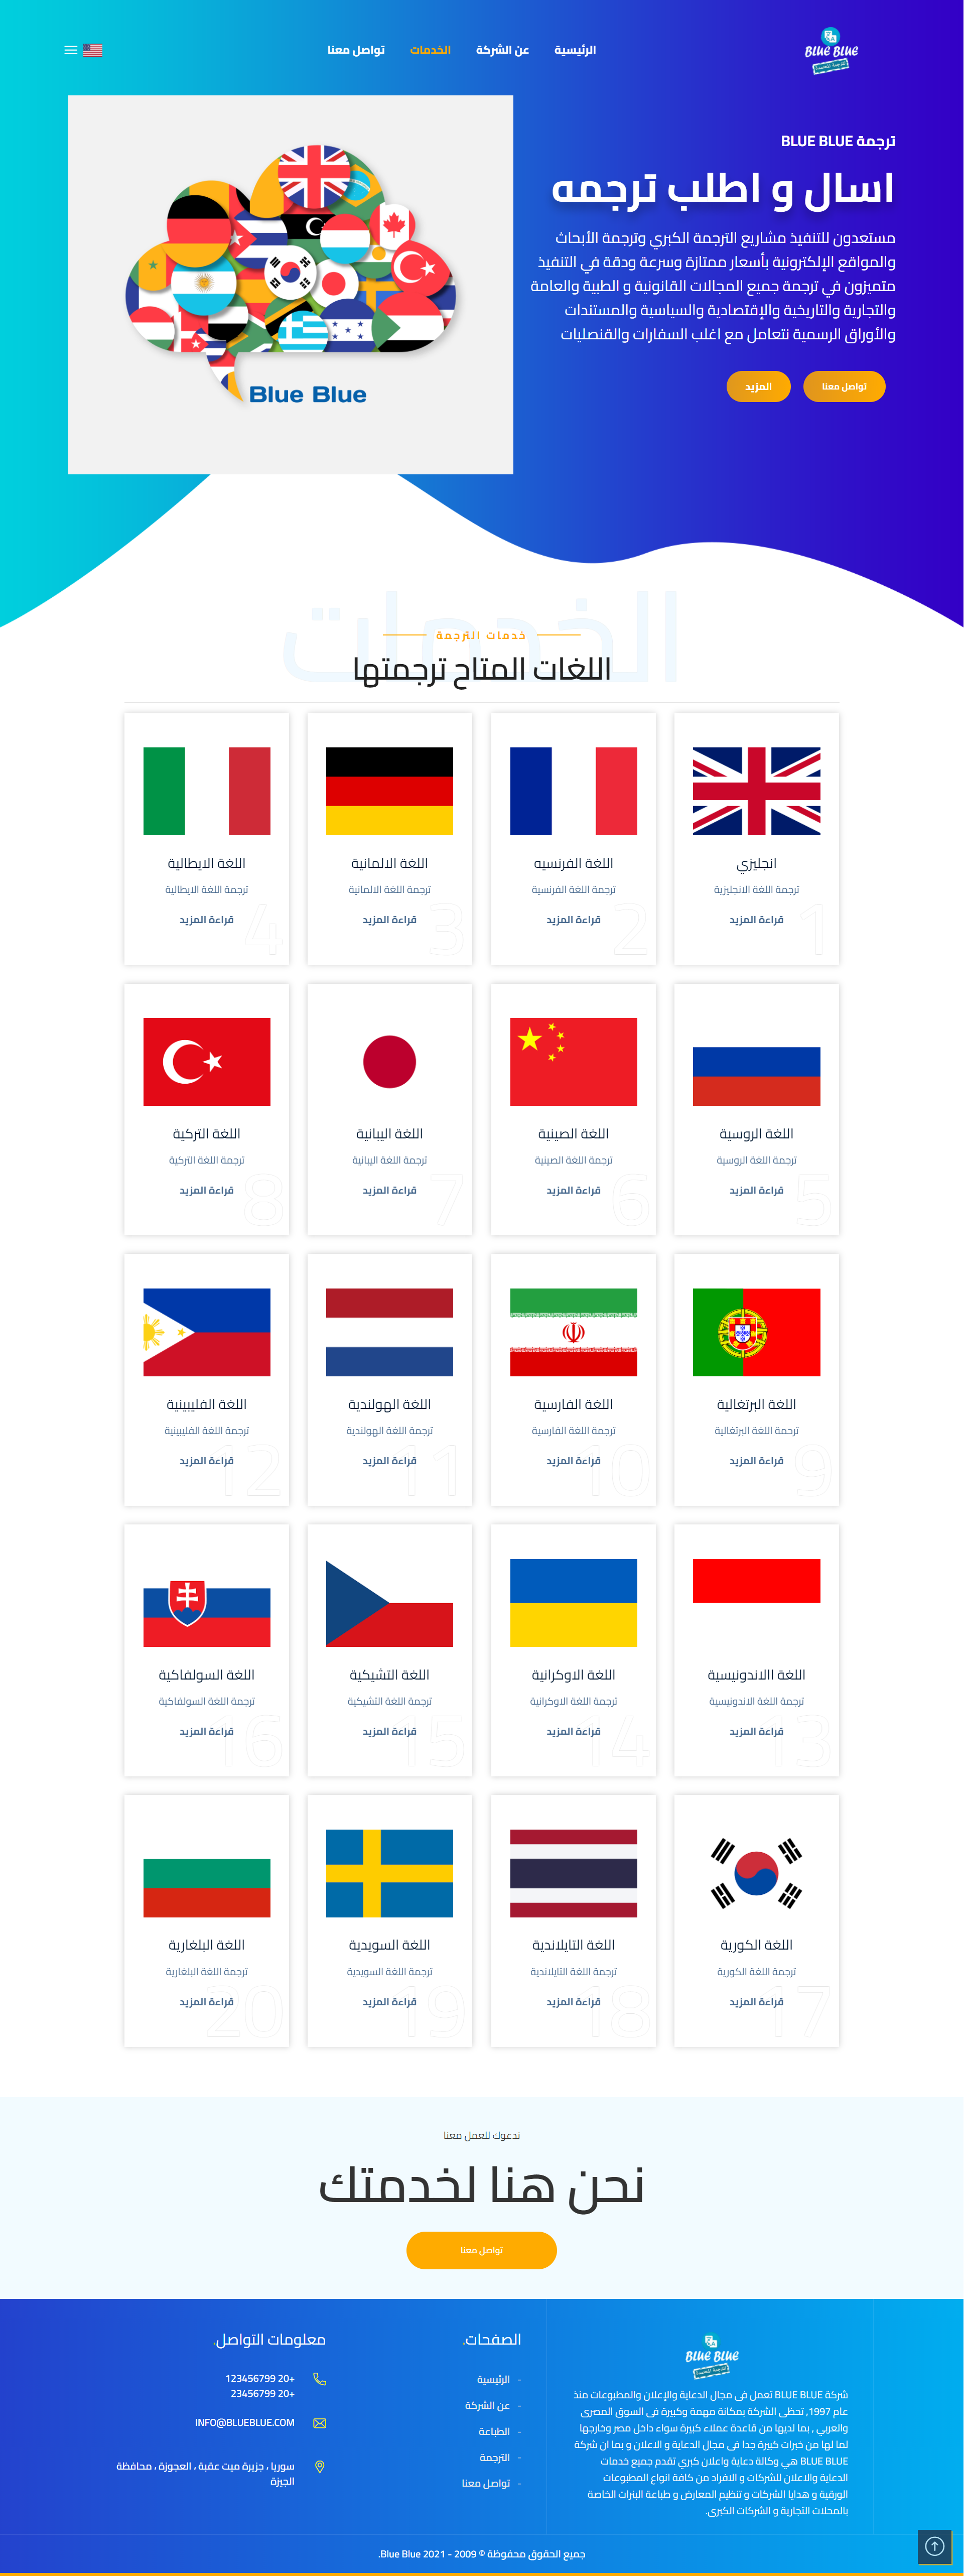 BLUE BLUE
الرئيسية
عن الشركة
الخدمات
تواصل معنا
ترجمة BLUE BLUE
اسال و اطلب ترجمه
مستعدون للتنفيذ مشاريع الترجمة الكبري وترجمة الأبحاث
والمواقع الإلكترونية بأسعار ممتازة وسرعة ودقة في التنفيذ
متميزون في ترجمة جميع المجالات القانونية و الطبية والعامة
والتجارية والتاريخية والإقتصادية والسياسية والمستندات
والأوراق الرسمية نتعامل مع اغلب السفارات والقنصليات
تواصل معنا
المزيد
Blue Blue
الخدمات
خدمات الترجمة
اللغات المتاح ترجمتها
انجليزي
ترجمة اللغة الانجليزية
قراءة المزيد
1
اللغة الفرنسيه
ترجمة اللغة الفرنسية
قراءة المزيد
2
اللغة الالمانية
ترجمة اللغة الالمانية
قراءة المزيد
3
اللغة الايطالية
ترجمة اللغة الايطالية
قراءة المزيد
4
اللغة الروسية
ترجمة اللغة الروسية
قراءة المزيد
5
اللغة الصينية
ترجمة اللغة الصينية
قراءة المزيد
6
اللغة اليبانية
ترجمة اللغة اليبانية
قراءة المزيد
7
اللغة التركية
ترجمة اللغة التركية
قراءة المزيد
8
اللغة البرتغالية
ترحمة اللغة البرتغالية
قراءة المزيد
9
اللغة الفارسية
ترجمة اللغة الفارسية
قراءة المزيد
10
اللغة الهولندية
ترجمة اللغة الهولندية
قراءة المزيد
11
اللغة الفليبينية
ترجمة اللغة الفليبينية
قراءة المزيد
12
اللغة االاندونيسية
ترجمة اللغة الاندونيسية
قراءة المزيد
13
اللغة الاوكرانية
ترجمة اللغة الاوكرانية
قراءة المزيد
14
اللغة التشيكية
ترجمة اللغة التشيكية
قراءة المزيد
15
اللغة السولفاكية
ترجمة اللغة السولفاكية
قراءة المزيد
16
اللغة الكورية
ترجمة اللغة الكورية
قراءة المزيد
17
اللغة التايلاندية
ترجمة اللغة التايلاندية
قراءة المزيد
18
اللغة السويدية
ترجمة اللغة السويدية
قراءة المزيد
19
اللغة البلغارية
ترجمة اللغة البلغارية
قراءة المزيد
20
ندعوك للعمل معنا
نحن هنا لخدمتك
تواصل معنا
BLUE BLUE
شركة BLUE BLUE تعمل فى مجال الدعاية والإعلان والمطبوعات منذ
عام 1997, تحظى الشركة بمكانة مهمة وكبيرة فى السوق المصرى
والعربي , بما لديها من قاعدة عملاء كبيرة سواء داخل مصر وخارجها
لما لها من خبرات كبيرة جدا فى مجال الدعاية و الاعلان و بما ان شركة
BLUE BLUE هي وكالة دعاية واعلان كبري تقدم جميع خدمات
الدعاية والاعلان للشركات و الافراد من كافة انواع المطبوعات
الورقية و هدايا الشركات و تنظيم المعارض و طباعة البنرات الخاصة
بالمحلات التجارية و الشركات الكبرى.
الصفحات.
- الرئيسية
- عن الشركة
- الطباعة
- الترجمة
- تواصل معنا
معلومات التواصل.
+20 123456799
+20 23456799
INFO@BLUEBLUE.COM
سوريا ، جزيرة ميت عقبة ، العجوزة ، محافظة
الجيزة
جميع الحقوق محفوظة © 2009 - 2021 Blue Blue.